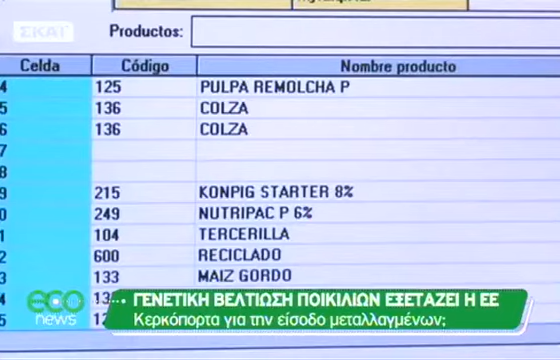 ΣΚΑΪ
Productos:
Celda Código Nombre producto
4 125 PULPA REMOLCHA P
5 136 COLZA
6 136 COLZA
7
8
9 215 KONPIG STARTER 8%
0 249 NUTRIPAC P 6%
1 104 TERCERILLA
2 600 RECICLADO
3 133 MAIZ GORDO
4
5
eco
news
ΓΕΝΕΤΙΚΗ ΒΕΛΤΙΩΣΗ ΠΟΙΚΙΛΙΩΝ ΕΞΕΤΑΖΕΙ Η ΕΕ
Κερκόπορτα για την είσοδο μεταλλαγμένων;